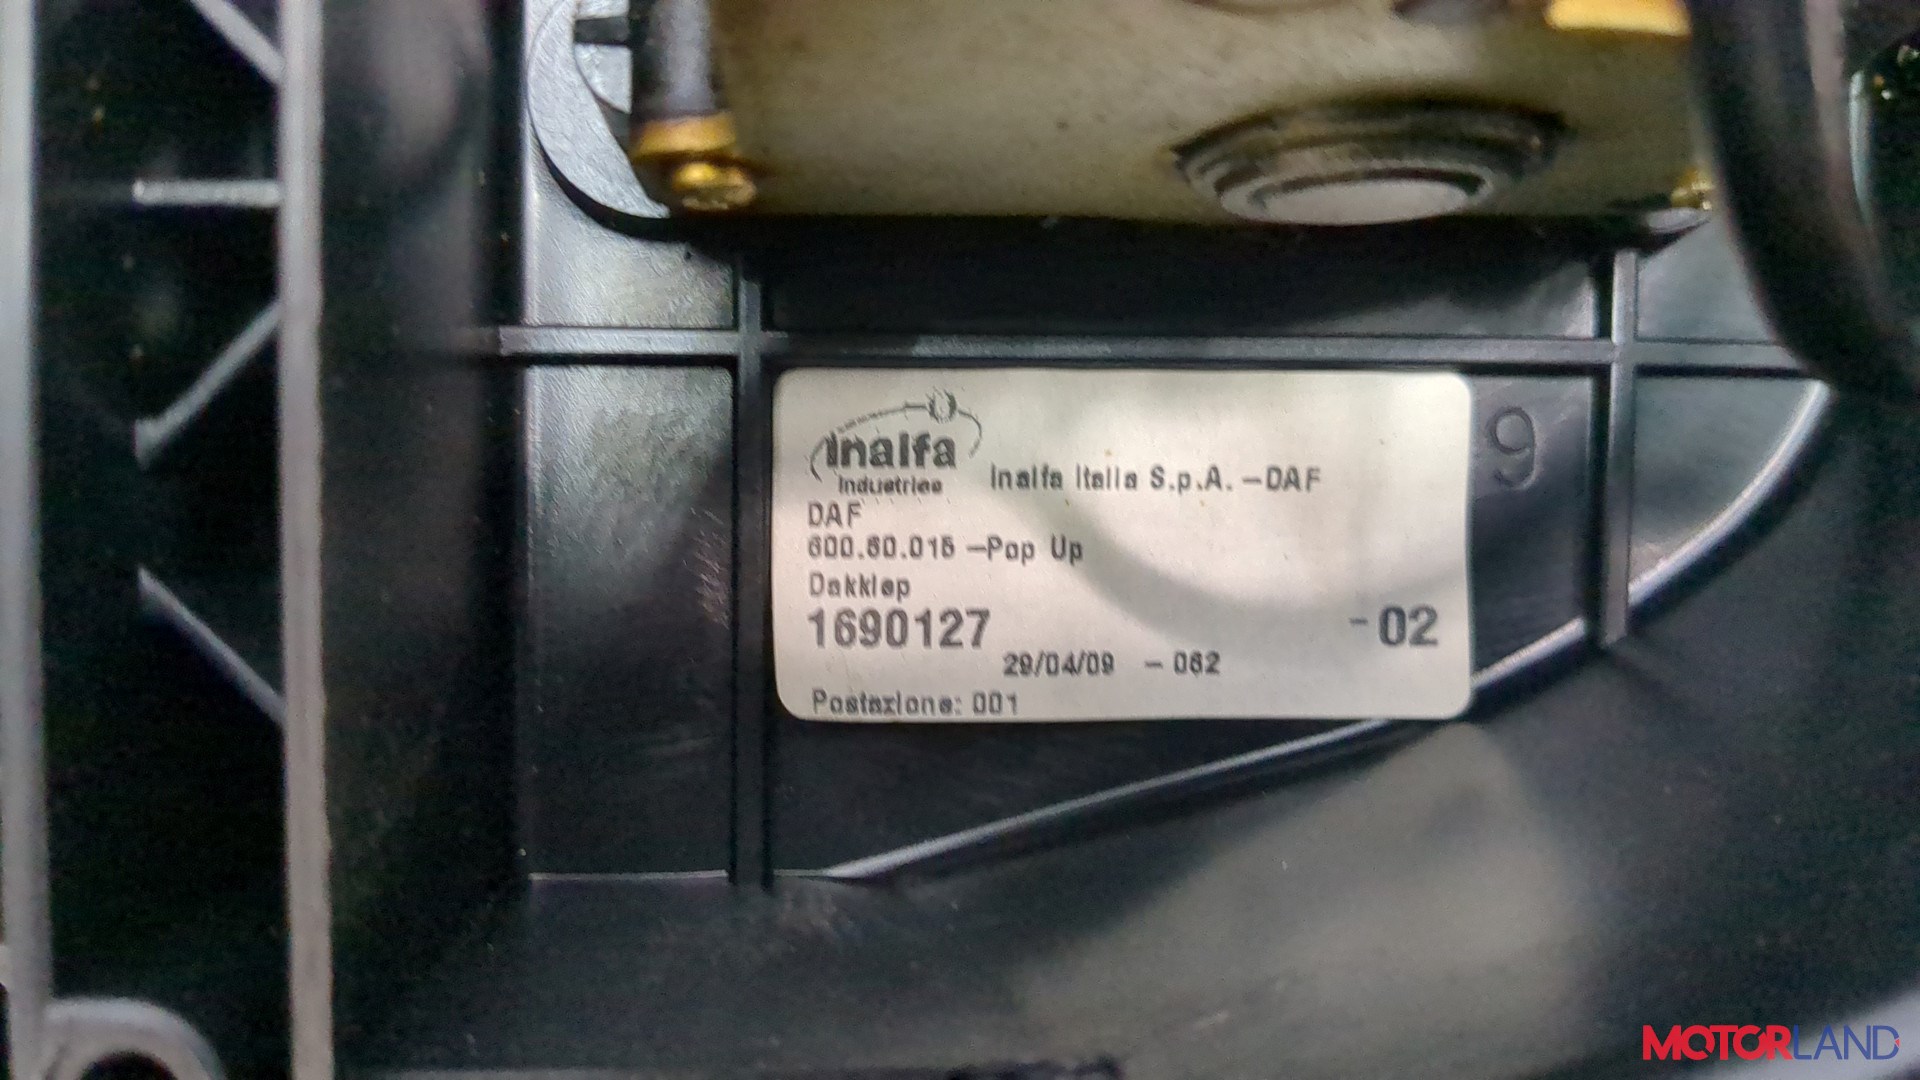 Inalfa
Industries
Inalfa Italia S.p.A. -DAF
DAF
600.60.015 -Pop Up
Dakklep
1690127
-02
29/04/09 - 062
Postazione: 001
9
MOTORLAND